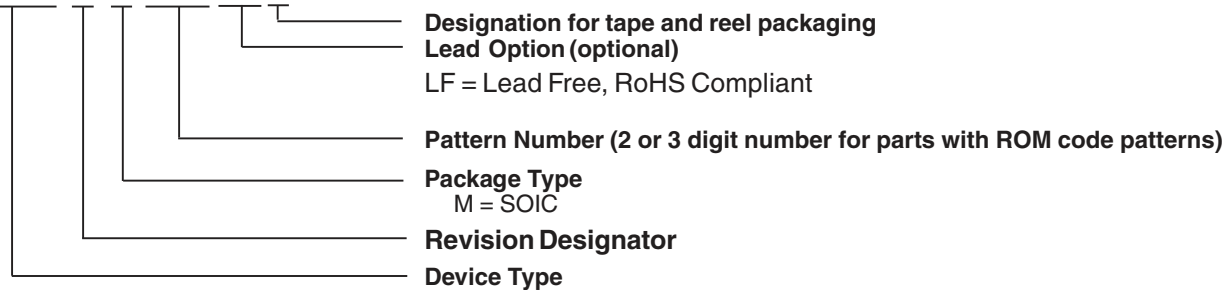 Designation for tape and reel packaging
Lead Option (optional)
LF = Lead Free, RoHS Compliant
Pattern Number (2 or 3 digit number for parts with ROM code patterns)
Package Type
M = SOIC
Revision Designator
Device Type